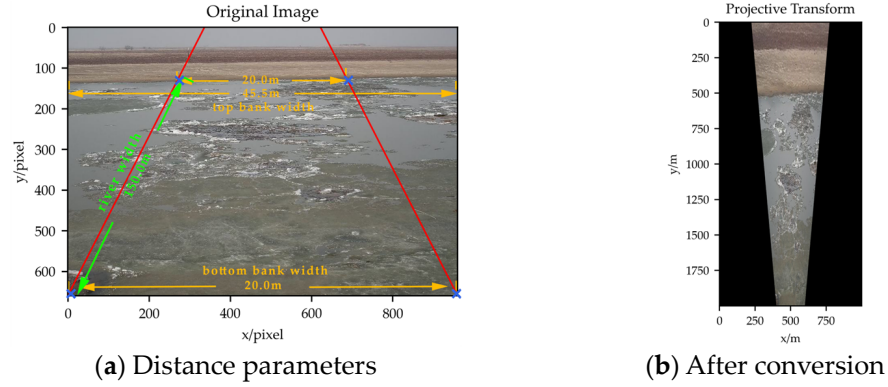 Original Image
0
100
200
300
400
500
600
y/pixel
20.0m
45.5m
top bank width
river width
bottom bank width
20.0m
0
200
400
600
800
x/pixel
(a) Distance parameters
Projective Transform
0
250
500
750
1000
1250
1500
1750
y/m
0
250
500
750
x/m
(b) After conversion